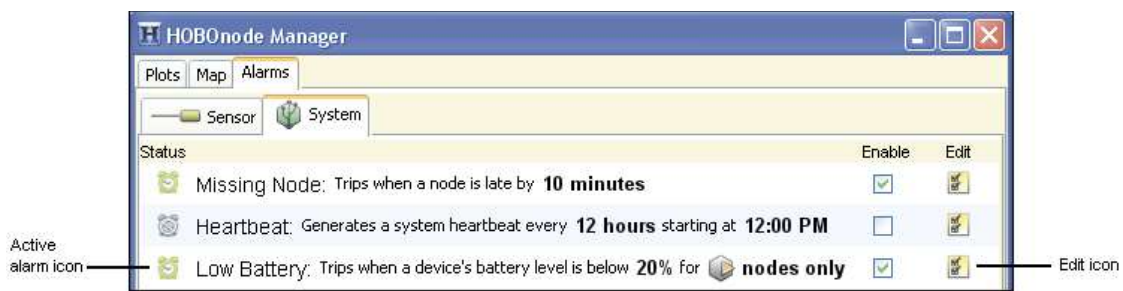 HOBOnode Manager
Plots Map Alarms
Sensor System
Status Enable Edit
Missing Node: Trips when a node is late by 10 minutes
Heartbeat: Generates a system heartbeat every 12 hours starting at 12:00 PM
Active
alarm icon
Low Battery: Trips when a device's battery level is below 20% for nodes only
Edit icon